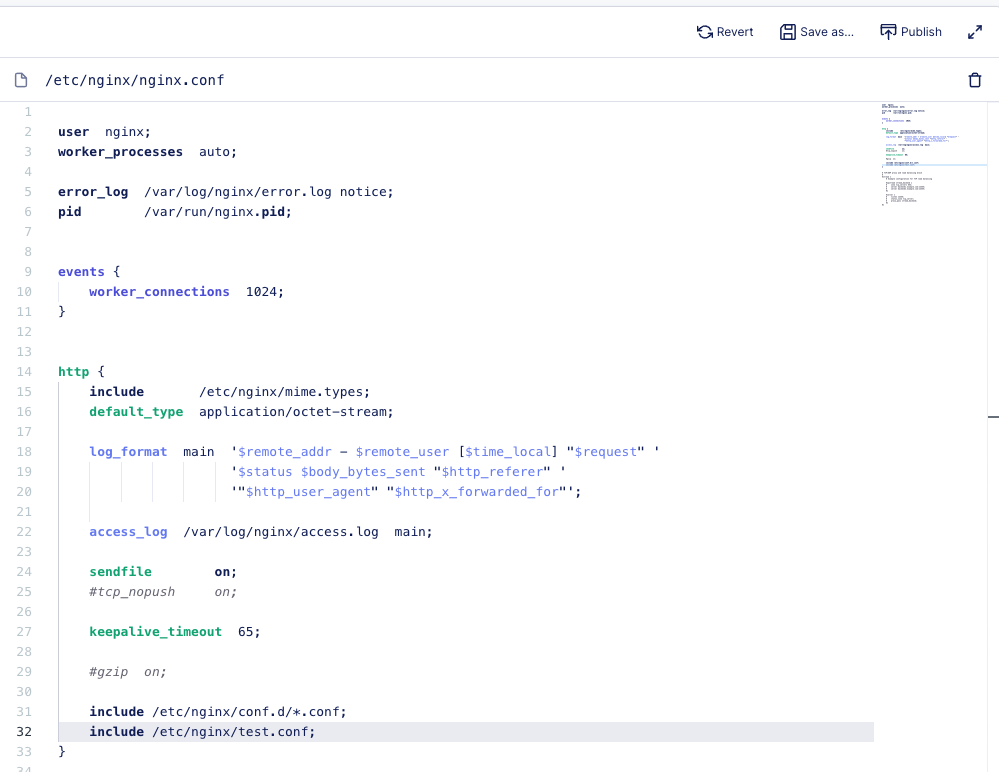 Revert Save as... Publish
/etc/nginx/nginx.conf
1
2 user  nginx;
3 worker_processes  auto;
4
5 error_log  /var/log/nginx/error.log notice;
6 pid        /var/run/nginx.pid;
7
8
9 events {
10     worker_connections  1024;
11 }
12
13
14 http {
15     include       /etc/nginx/mime.types;
16     default_type  application/octet-stream;
17
18     log_format  main  '$remote_addr - $remote_user [$time_local] "$request" '
19                       '$status $body_bytes_sent "$http_referer" '
20                       '"$http_user_agent" "$http_x_forwarded_for"';
21
22     access_log  /var/log/nginx/access.log  main;
23
24     sendfile        on;
25     #tcp_nopush     on;
26
27     keepalive_timeout  65;
28
29     #gzip  on;
30
31     include /etc/nginx/conf.d/*.conf;
32     include /etc/nginx/test.conf;
33 }
34